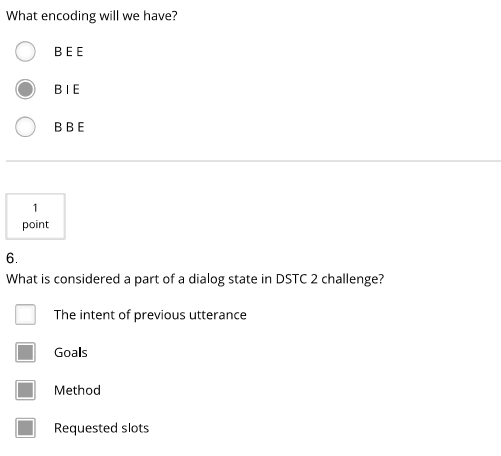 What encoding will we have?
B E E
B I E
B B E
1
point
6.
What is considered a part of a dialog state in DSTC 2 challenge?
The intent of previous utterance
Goals
Method
Requested slots